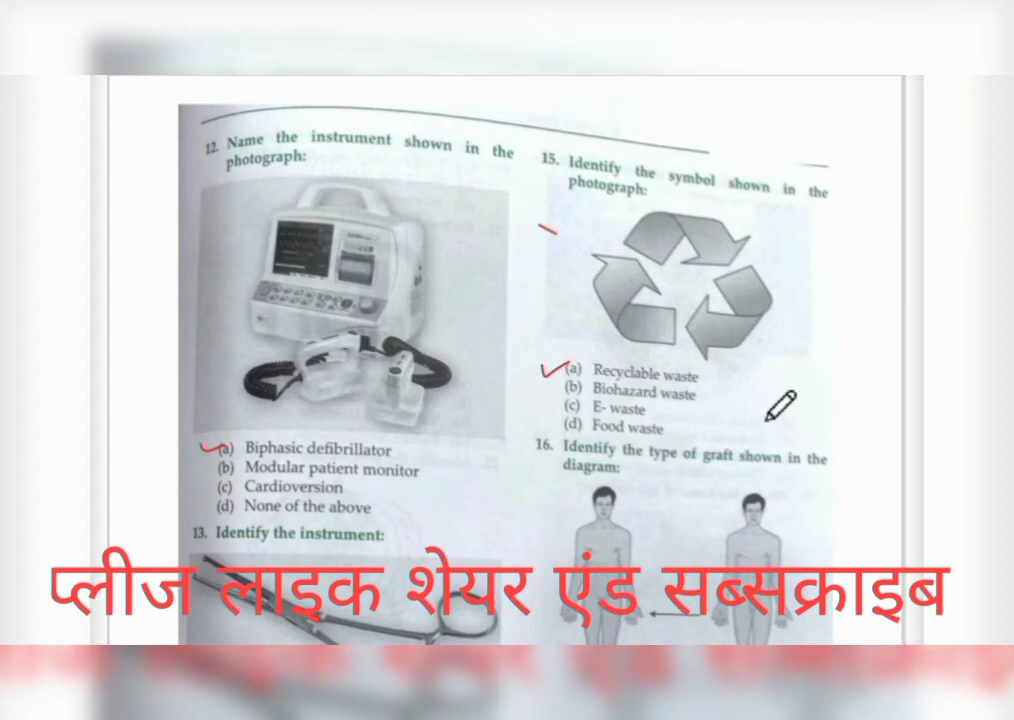 12. Name the instrument shown in the
photograph:
(a) Biphasic defibrillator
(b) Modular patient monitor
(c) Cardioversion
(d) None of the above
13. Identify the instrument:
15. Identify the symbol shown in the
photograph:
(a) Recyclable waste
(b) Biohazard waste
(c) E- waste
(d) Food waste
16. Identify the type of graft shown in the
diagram:
प्लीज लाइक शेयर एंड सब्सक्राइब